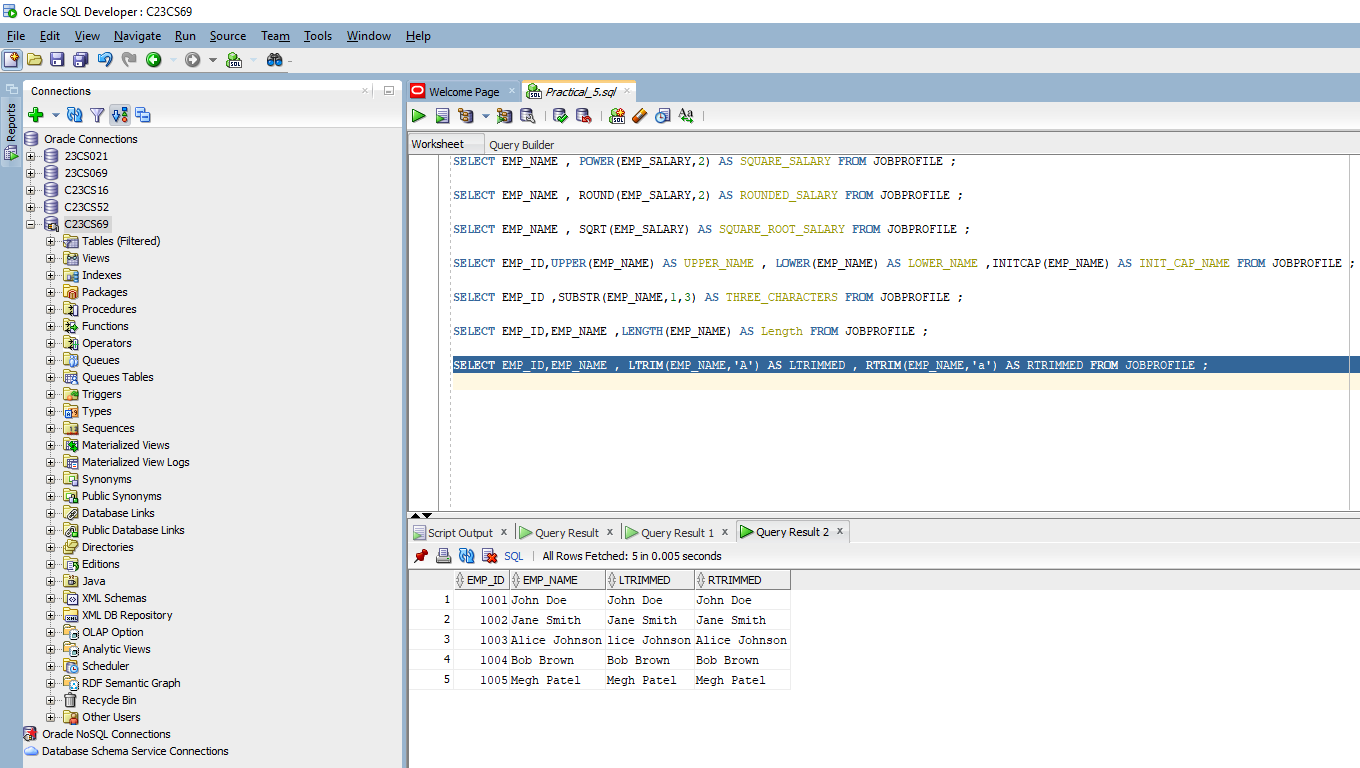 Oracle SQL Developer : C23CS69
File Edit View Navigate Run Source Team Tools Window Help
Reports
Connections
Oracle Connections
23CS021
23CS069
C23CS16
C23CS52
C23CS69
Tables (Filtered)
Views
Indexes
Packages
Procedures
Functions
Operators
Queues
Queues Tables
Triggers
Types
Sequences
Materialized Views
Materialized View Logs
Synonyms
Public Synonyms
Database Links
Public Database Links
Directories
Editions
Java
XML Schemas
XML DB Repository
OLAP Option
Analytic Views
Scheduler
RDF Semantic Graph
Recycle Bin
Other Users
Oracle NoSQL Connections
Database Schema Service Connections
Welcome Page Practical_5.sql
Worksheet Query Builder
SELECT EMP_NAME , POWER(EMP_SALARY,2) AS SQUARE_SALARY FROM JOBPROFILE ;
SELECT EMP_NAME , ROUND(EMP_SALARY,2) AS ROUNDED_SALARY FROM JOBPROFILE ;
SELECT EMP_NAME , SQRT(EMP_SALARY) AS SQUARE_ROOT_SALARY FROM JOBPROFILE ;
SELECT EMP_ID,UPPER(EMP_NAME) AS UPPER_NAME , LOWER(EMP_NAME) AS LOWER_NAME ,INITCAP(EMP_NAME) AS INIT_CAP_NAME FROM JOBPROFILE ;
SELECT EMP_ID ,SUBSTR(EMP_NAME,1,3) AS THREE_CHARACTERS FROM JOBPROFILE ;
SELECT EMP_ID,EMP_NAME ,LENGTH(EMP_NAME) AS Length FROM JOBPROFILE ;
SELECT EMP_ID,EMP_NAME , LTRIM(EMP_NAME,'A') AS LTRIMMED , RTRIM(EMP_NAME,'a') AS RTRIMMED FROM JOBPROFILE ;
Script Output Query Result Query Result 1 Query Result 2
SQL All Rows Fetched: 5 in 0.005 seconds
EMP_ID EMP_NAME LTRIMMED RTRIMMED
1 1001 John Doe John Doe John Doe
2 1002 Jane Smith Jane Smith Jane Smith
3 1003 Alice Johnson lice Johnson Alice Johnson
4 1004 Bob Brown Bob Brown Bob Brown
5 1005 Megh Patel Megh Patel Megh Patel